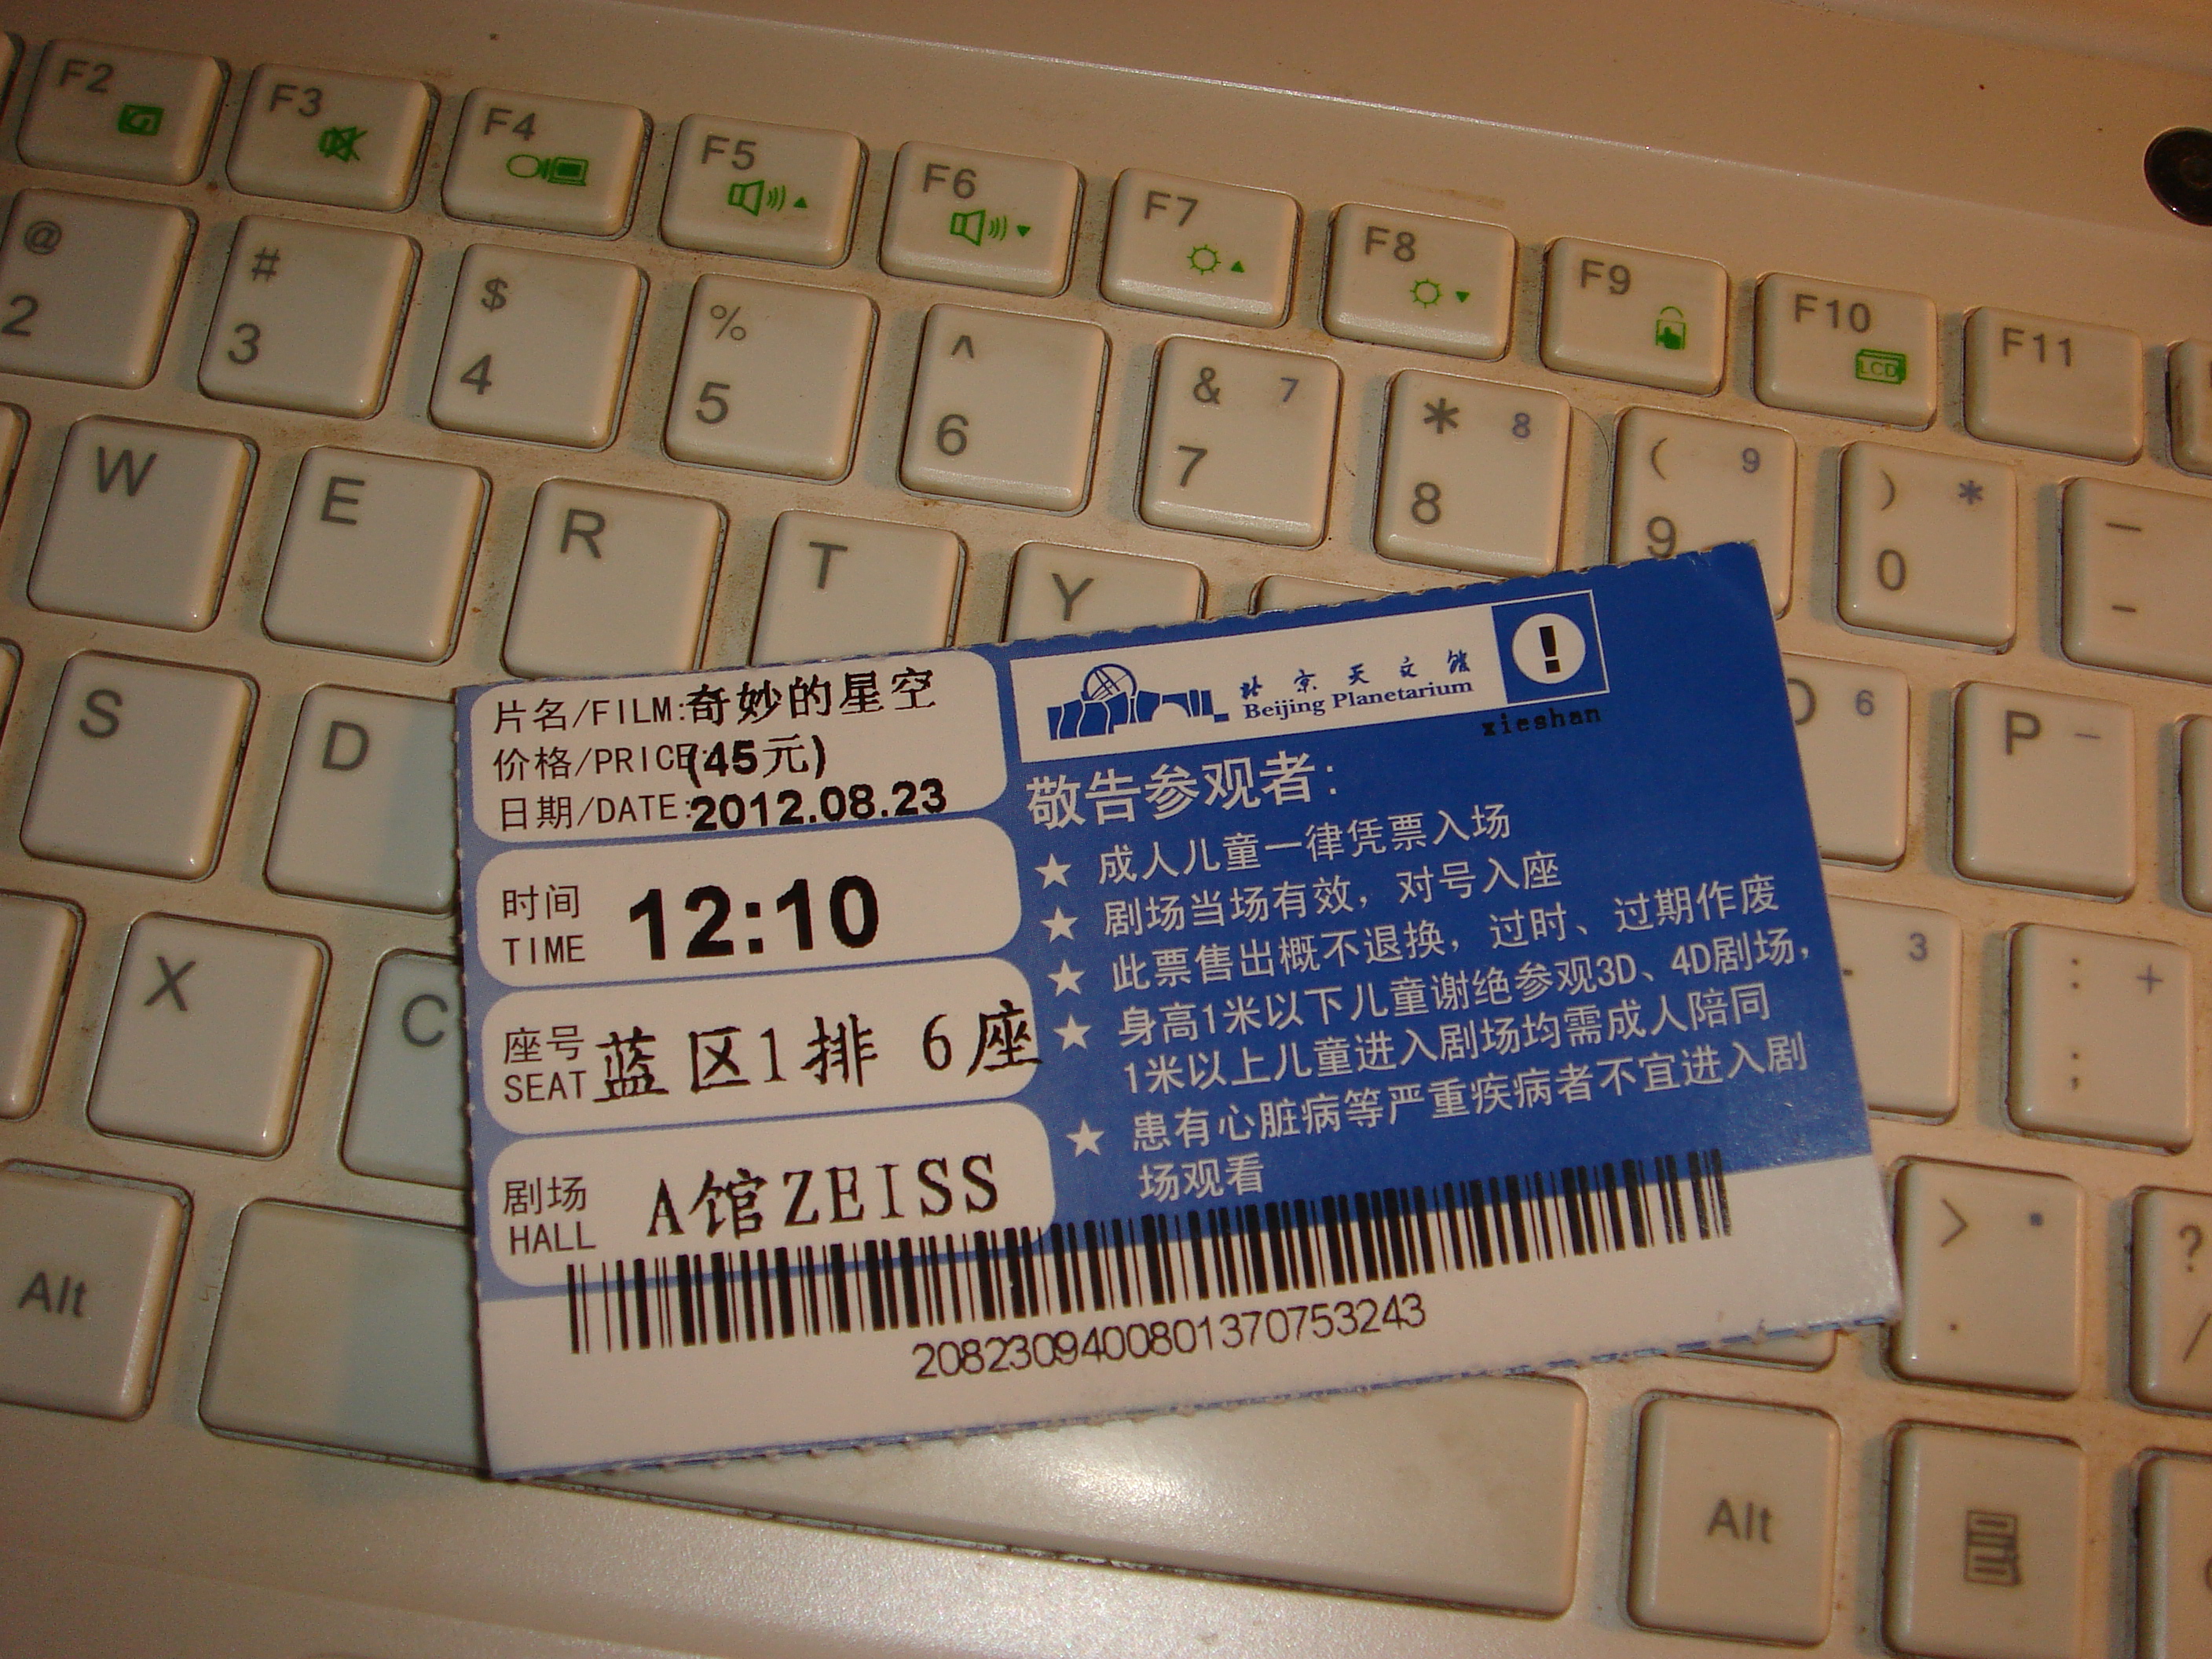 F2
F3
F4
F5
F6
F7
F8
F9
F10
LCD
F11
@
2
#
3
$
4
%
5
^
6
& 7
7
* 8
8
( 9
9
) *
0
—
-
W
E
R
T
Y
6
P -
S
D
3
: +
;
X
C
> .
.
?
/
Alt
Alt
片名/FILM:奇妙的星空
价格/PRICE(45元)
日期/DATE:2012.08.23
时间
TIME 12:10
座号
SEAT 蓝区1排 6座
剧场
HALL A馆ZEISS
北京天文馆
Beijing Planetarium
!
xieshan
敬告参观者:
★ 成人儿童一律凭票入场
★ 剧场当场有效，对号入座
★ 此票售出概不退换，过时、过期作废
★ 身高1米以下儿童谢绝参观3D、4D剧场，
1米以上儿童进入剧场均需成人陪同
★ 患有心脏病等严重疾病者不宜进入剧
场观看
20823094008013707532​43